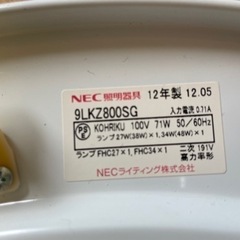 NEC照明器具 12年製 12.05
9LKZ800SG 入力電流 0.71A
PSE KOHRIKU 100V 71W 50/60Hz
ランプ 27W(38W)×1,34W(48W)×1
ランプ FHC27×1,FHC34×1 二次 191V
高力率形
NECライティング株式会社